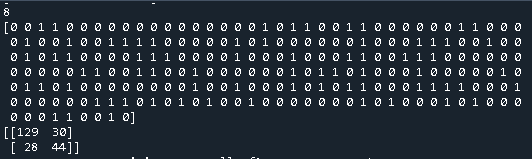 8
[0 0 1 1 0 0 0 0 0 0 0 0 0 0 0 0 0 0 1 0 1 1 0 0 1 1 0 0 0 0 0 0 1 1 0 0 0
0 1 0 0 1 0 0 1 1 1 1 0 0 0 0 1 0 1 0 0 0 0 0 0 1 0 0 1 0 0 0 0 1 1 1 0 0
0 0 1 0 0 1 0 1 1 0 0 0 0 0 0 1 0 0 1 0 1 0 0 1 0 1 0 0 1 0 0 0 1 0 1 0 0
0 0 0 0 0 1 1 0 0 1 0 1 0 1 0 1 1 0 0 1 0 1 0 1 1 0 1 0 0 0 1 0 0 0 0 0 0
0 1 1 0 1 0 0 0 0 0 0 1 0 0 0 0 1 0 1 0 0 0 0 1 0 0 1 0 0 0 1 1 1 0 0 0 1
0 0 0 0 0 0 1 1 1 0 1 0 1 0 1 0 1 0 0 1 0 0 0 0 0 0 1 0 1 0 0 0 1 0 1 0 0 0
0 0 0 1 1 0 0 1 0]
[[129 30]
[ 28 44]]